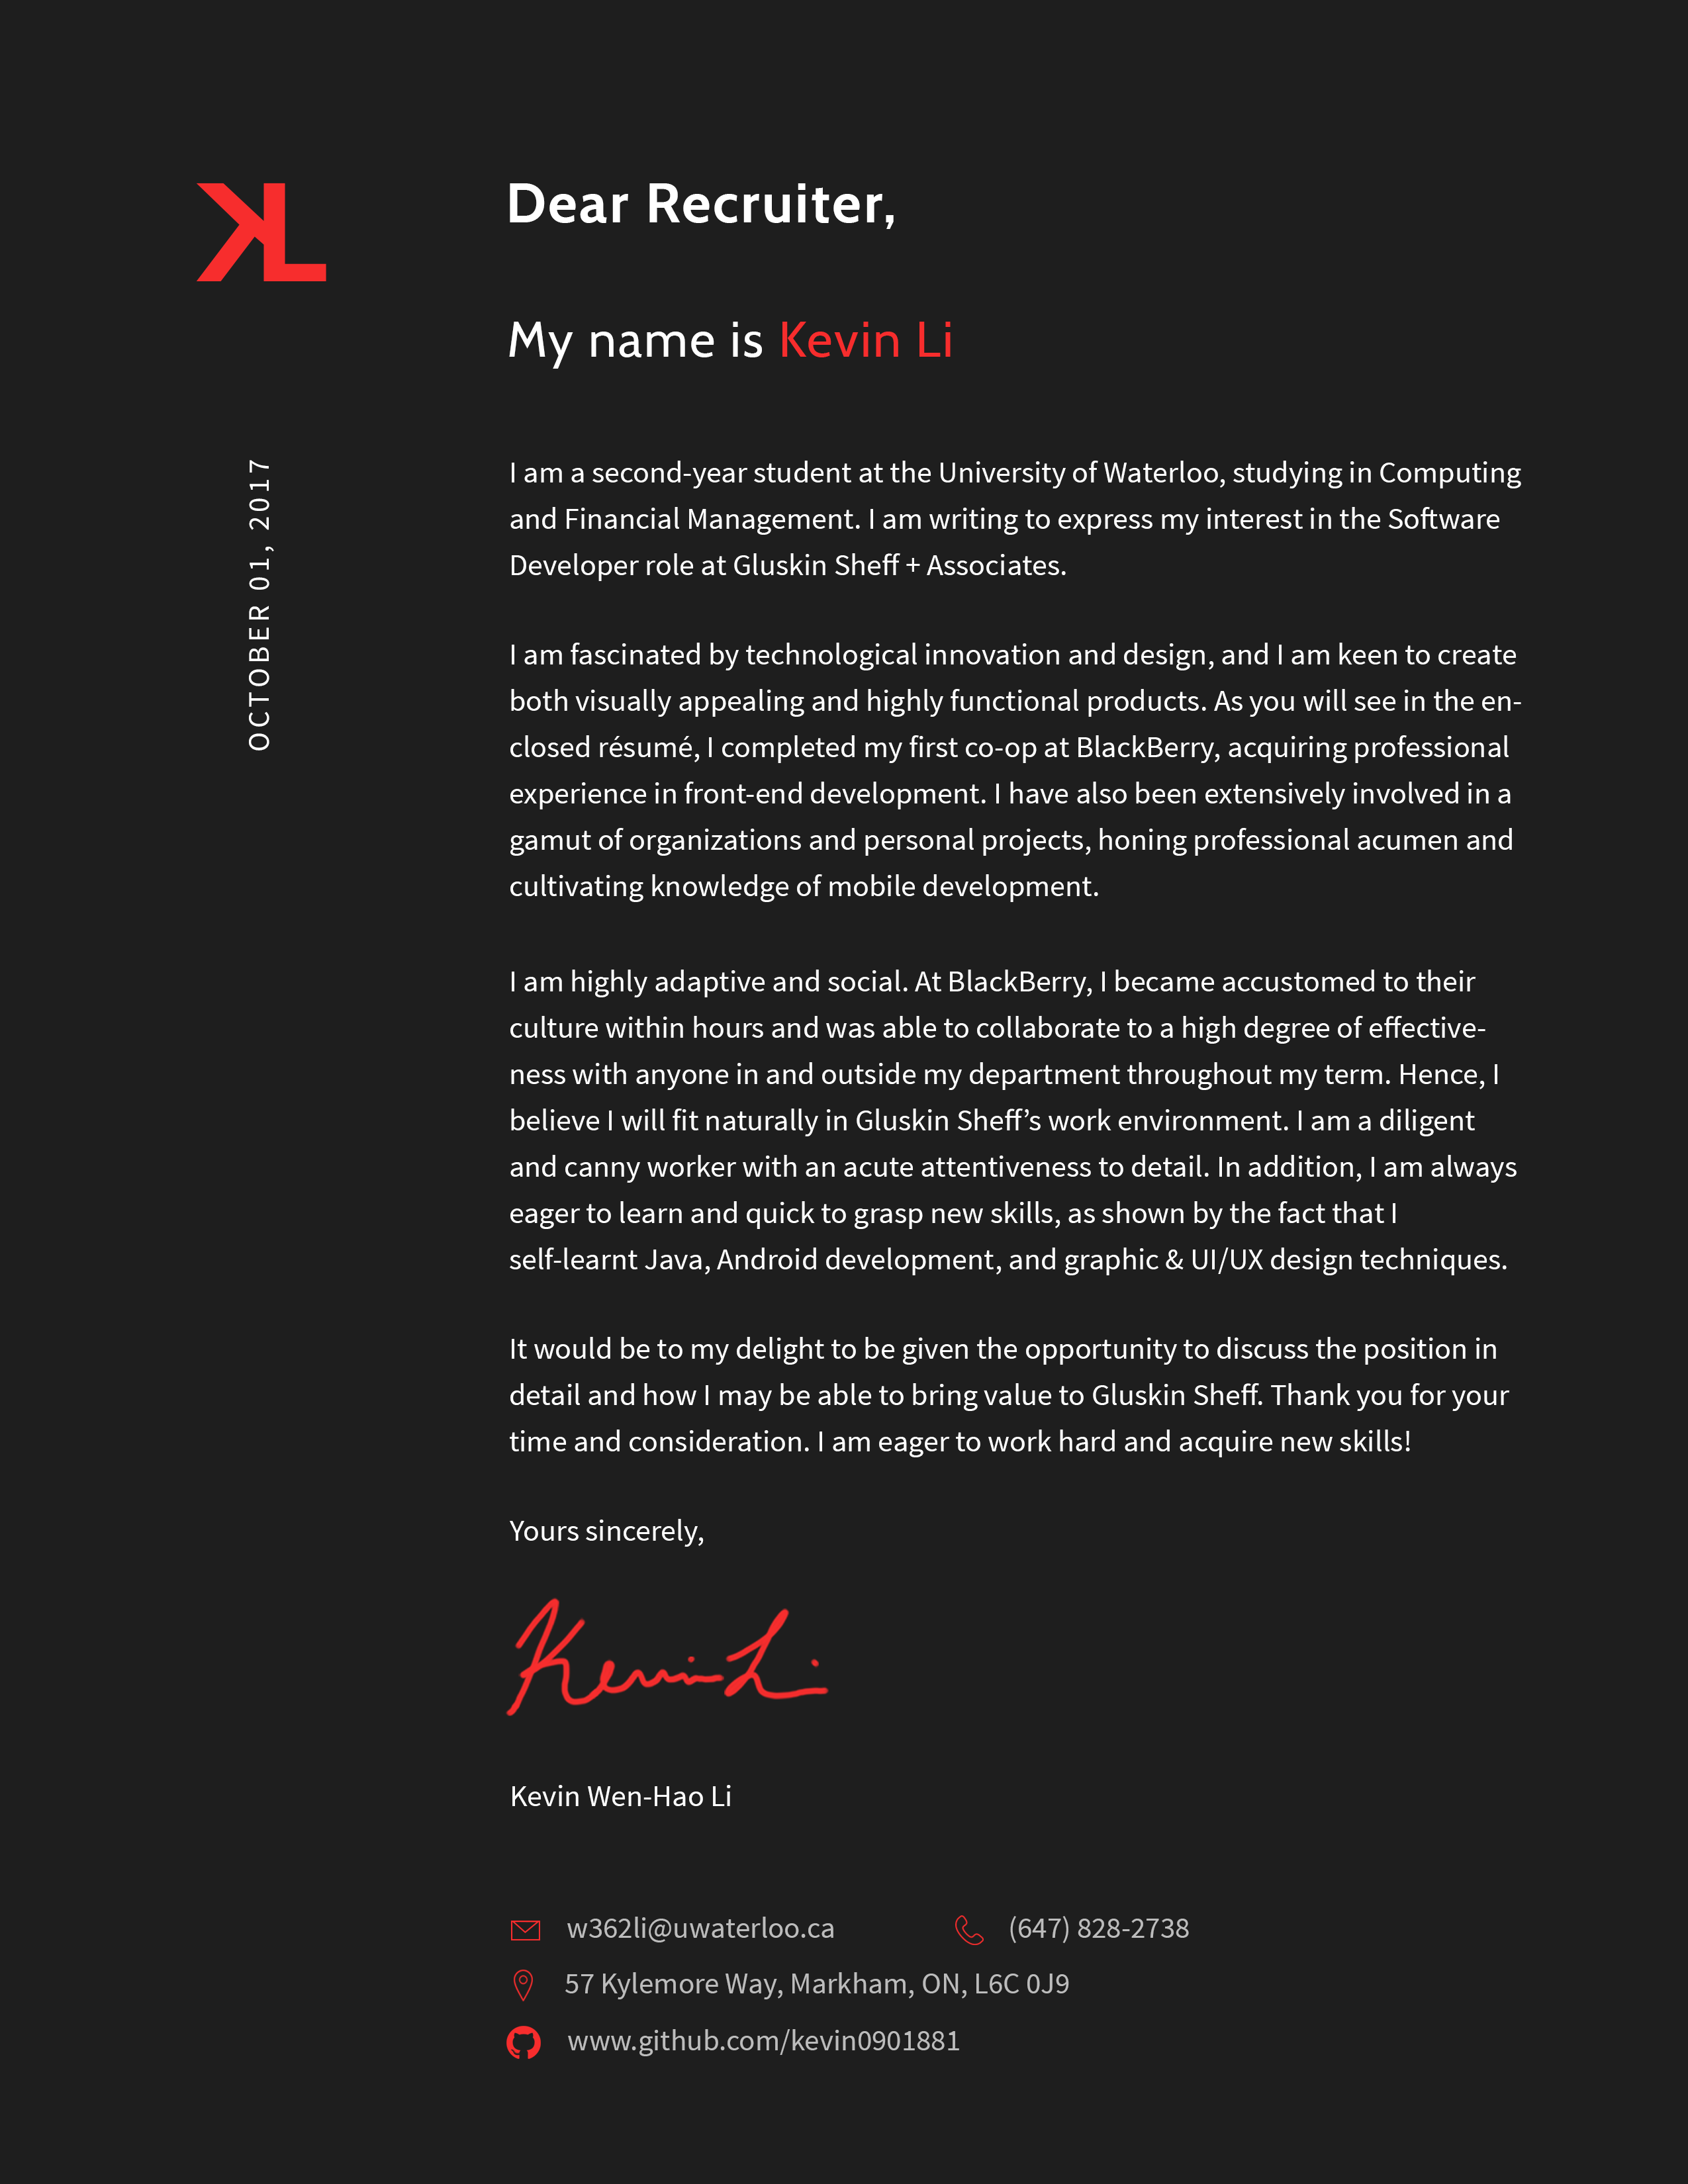 KL
Dear Recruiter,
My name is Kevin Li
OCTOBER 01, 2017
I am a second-year student at the University of Waterloo, studying in Computing
and Financial Management. I am writing to express my interest in the Software
Developer role at Gluskin Sheff + Associates.
I am fascinated by technological innovation and design, and I am keen to create
both visually appealing and highly functional products. As you will see in the en-
closed résumé, I completed my first co-op at BlackBerry, acquiring professional
experience in front-end development. I have also been extensively involved in a
gamut of organizations and personal projects, honing professional acumen and
cultivating knowledge of mobile development.
I am highly adaptive and social. At BlackBerry, I became accustomed to their
culture within hours and was able to collaborate to a high degree of effective-
ness with anyone in and outside my department throughout my term. Hence, I
believe I will fit naturally in Gluskin Sheff’s work environment. I am a diligent
and canny worker with an acute attentiveness to detail. In addition, I am always
eager to learn and quick to grasp new skills, as shown by the fact that I
self-learnt Java, Android development, and graphic & UI/UX design techniques.
It would be to my delight to be given the opportunity to discuss the position in
detail and how I may be able to bring value to Gluskin Sheff. Thank you for your
time and consideration. I am eager to work hard and acquire new skills!
Yours sincerely,
Kevin Li
Kevin Wen-Hao Li
w362li@uwaterloo.ca (647) 828-2738
57 Kylemore Way, Markham, ON, L6C 0J9
www.github.com/kevin0901881